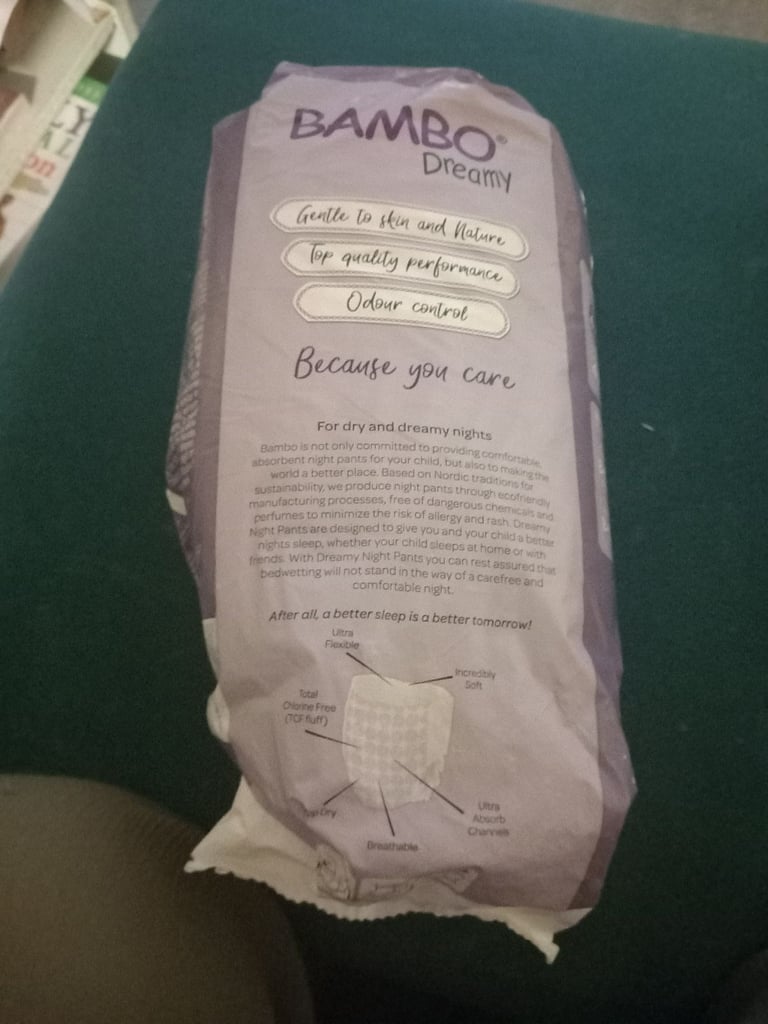 BAMBO®
Dreamy
Gentle to skin and Nature
Top quality performance
Odour control
Because you care
For dry and dreamy nights
Bambo is not only committed to providing comfortable,
absorbent night pants for your child, but also to making the
world a better place. Based on Nordic traditions for
sustainability, we produce night pants through ecofriendly
manufacturing processes, free of dangerous chemicals and
perfumes to minimize the risk of allergy and rash. Dreamy
Night Pants are designed to give you and your child a better
nights sleep, whether your child sleeps at home or with
friends. With Dreamy Night Pants you can rest assured that
bedwetting will not stand in the way of a carefree and
comfortable night.
After all, a better sleep is a better tomorrow!
Ultra
Flexible
Incredibly
Soft
Total
Chlorine Free
(TCF fluff)
Dry
Ultra
Absorb
Channels
Breathable
on